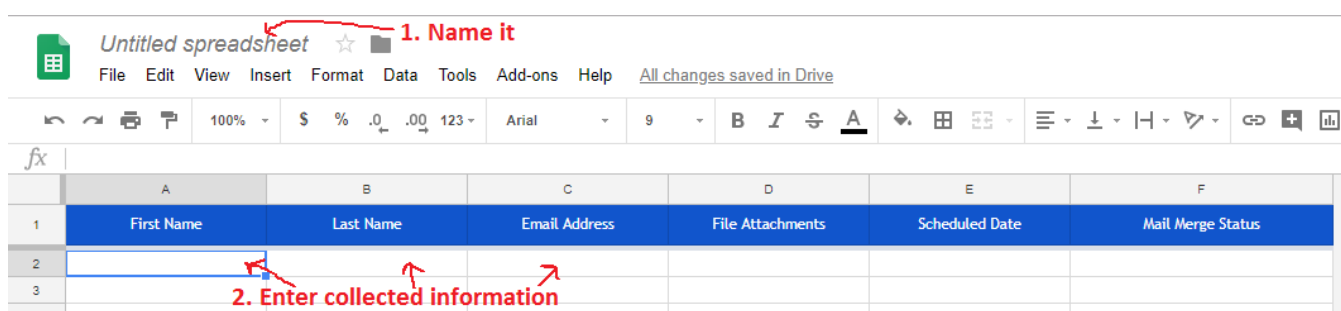 1. Name it
Untitled spreadsheet
File Edit View Insert Format Data Tools Add-ons Help All changes saved in Drive
100% $ % .0 .00 123 Arial 9 B I S A
fx
A B C D E F
1 First Name Last Name Email Address File Attachments Scheduled Date Mail Merge Status
2
3
2. Enter collected information